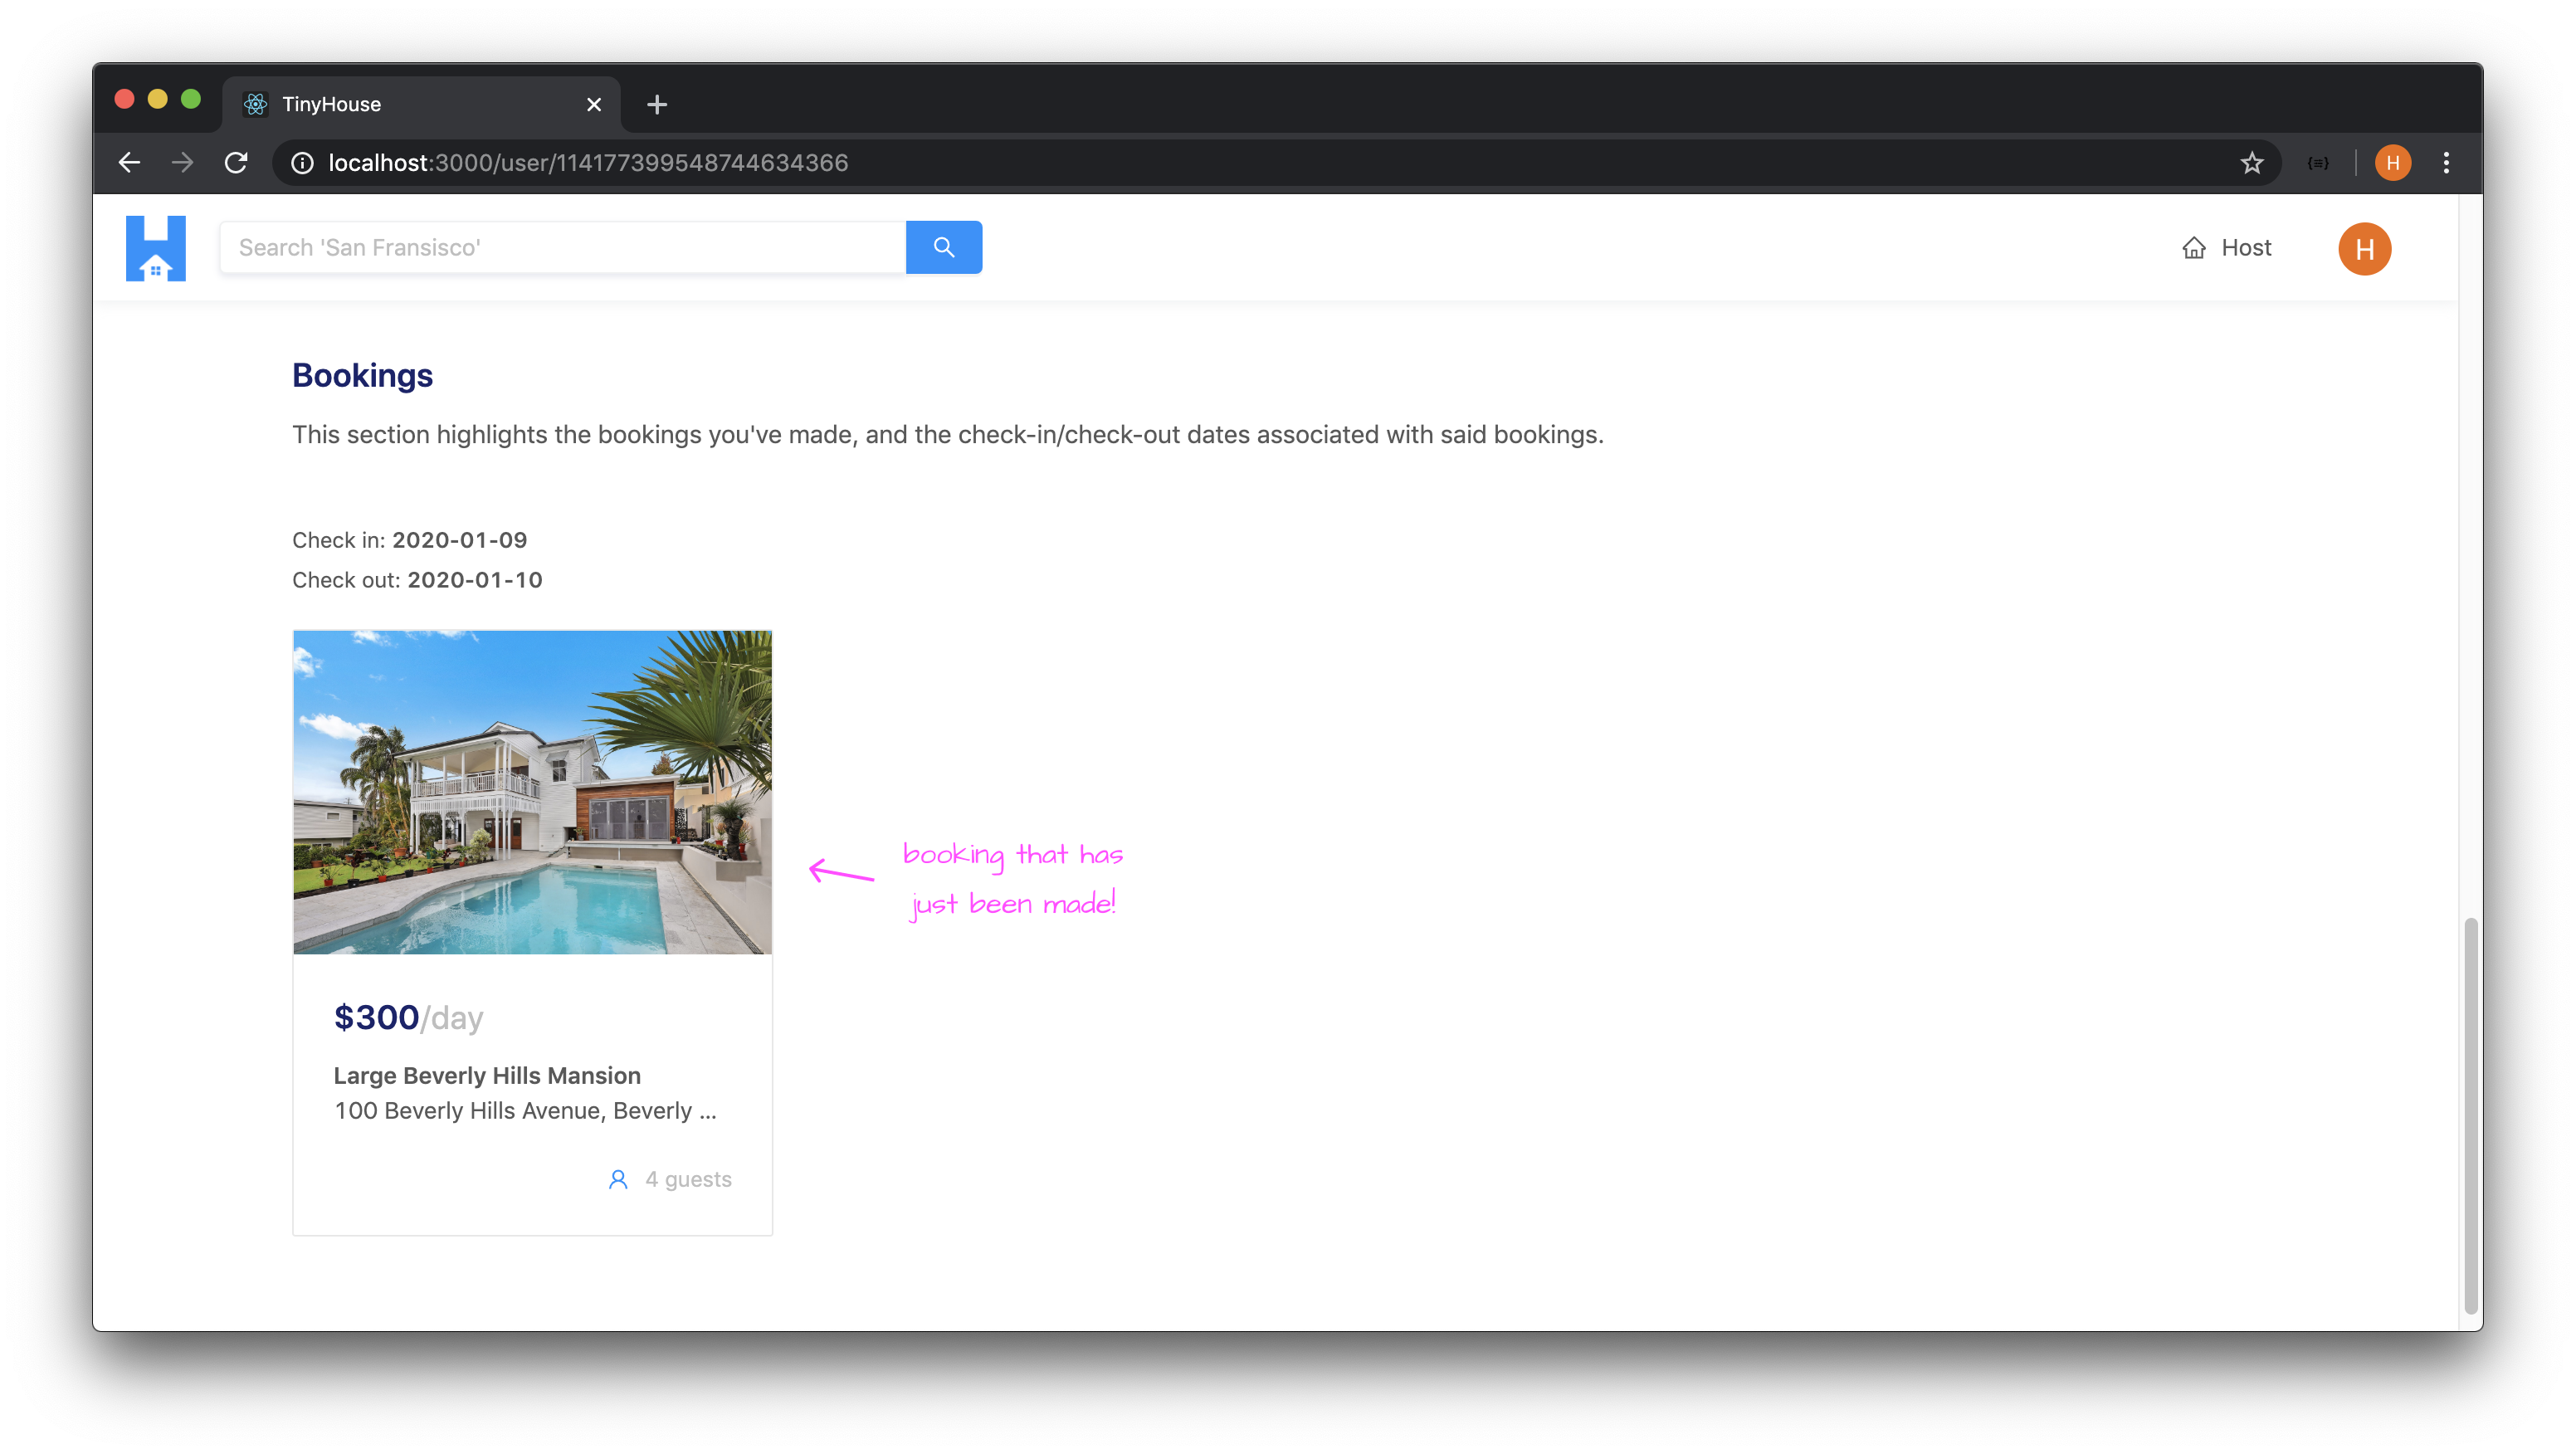 TinyHouse
localhost:3000/user/114177399548744634366
H
Search 'San Fransisco'
Host
H
Bookings
This section highlights the bookings you've made, and the check-in/check-out dates associated with said bookings.
Check in: 2020-01-09
Check out: 2020-01-10
booking that has
just been made!
$300/day
Large Beverly Hills Mansion
100 Beverly Hills Avenue, Beverly ...
4 guests